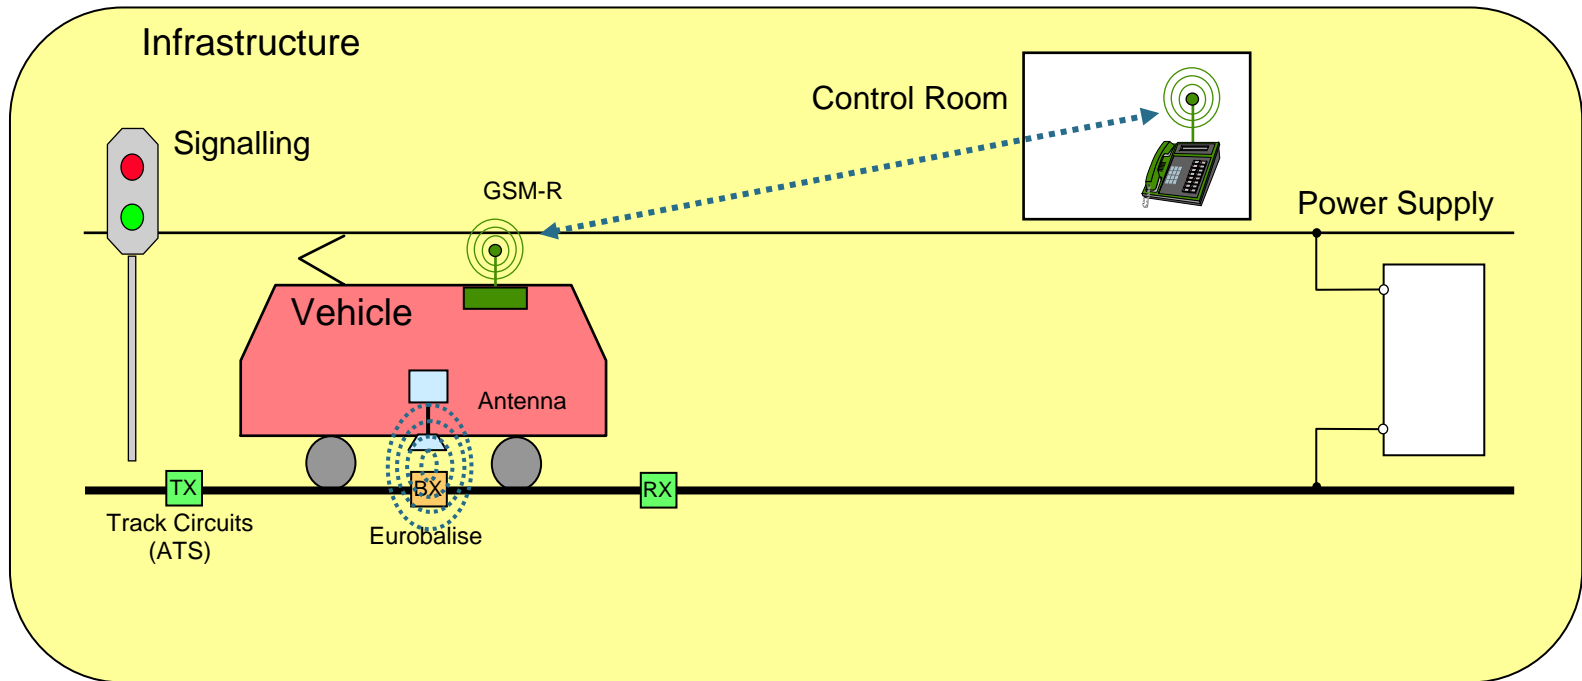 Infrastructure
Control Room
Signalling
GSM-R
Power Supply
Vehicle
Antenna
TX
BX
RX
Track Circuits
(ATS)
Eurobalise